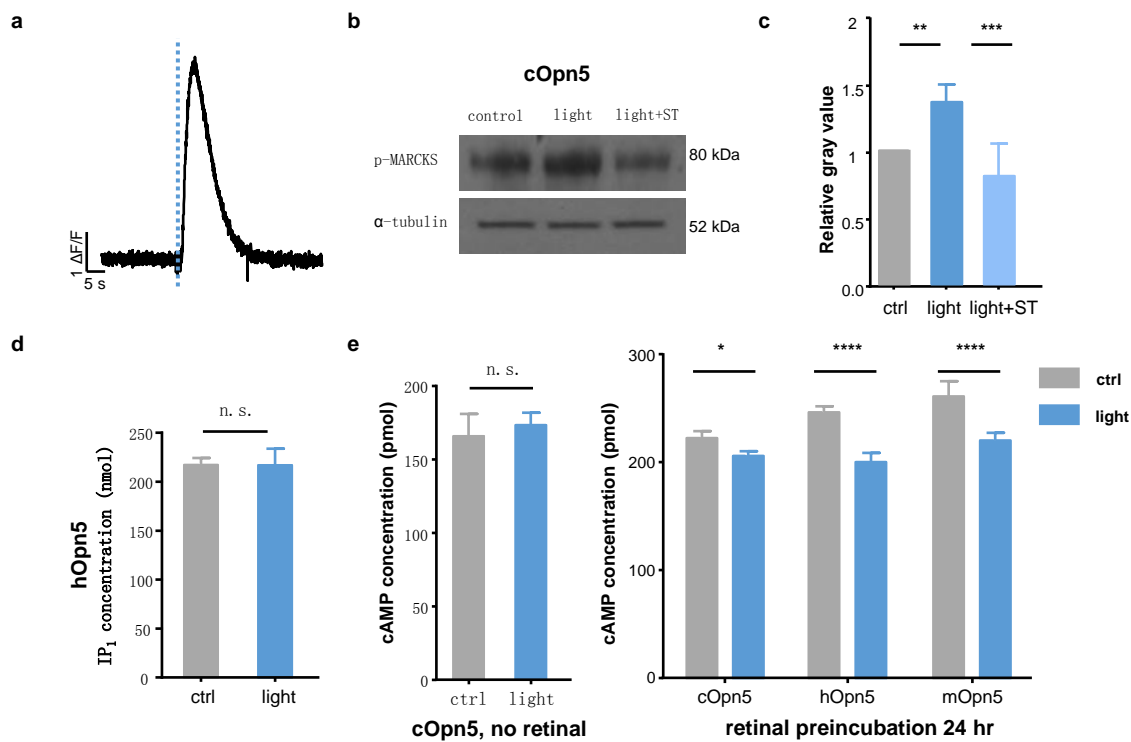 a
1 ΔF/F
5 s
b
cOpn5
control light light+ST
p-MARCKS
80 kDa
α-tubulin
52 kDa
c
** ***
Relative gray value
2
1.5
1
0.5
0.0
ctrl light light+ST
d
n. s.
hOpn5
IP1 concentration (nmol)
250
200
150
100
50
0
ctrl light
e
n. s.
cAMP concentration (pmol)
200
150
100
50
0
ctrl light
cOpn5, no retinal
* **** ****
cAMP concentration (pmol)
300
200
100
0
cOpn5 hOpn5 mOpn5
retinal preincubation 24 hr
ctrl
light